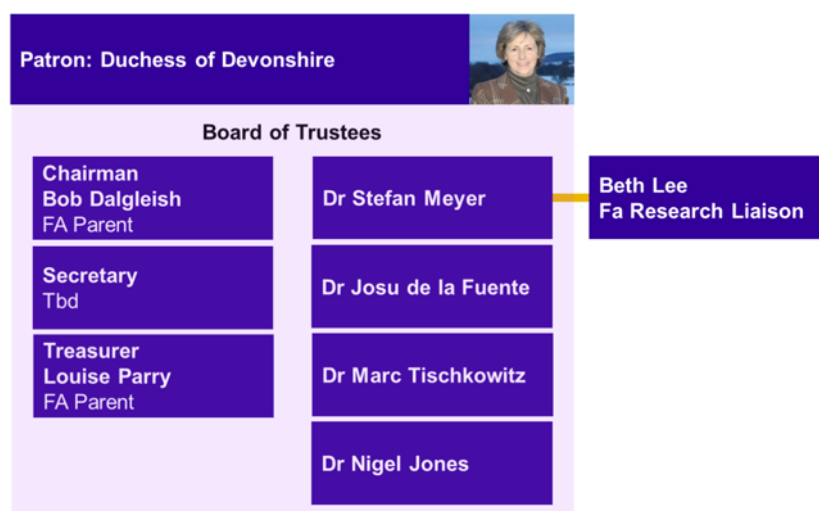 Patron: Duchess of Devonshire
Board of Trustees
Chairman
Bob Dalgleish
FA Parent
Secretary
Tbd
Treasurer
Louise Parry
FA Parent
Dr Stefan Meyer
Dr Josu de la Fuente
Dr Marc Tischkowitz
Dr Nigel Jones
Beth Lee
Fa Research Liaison